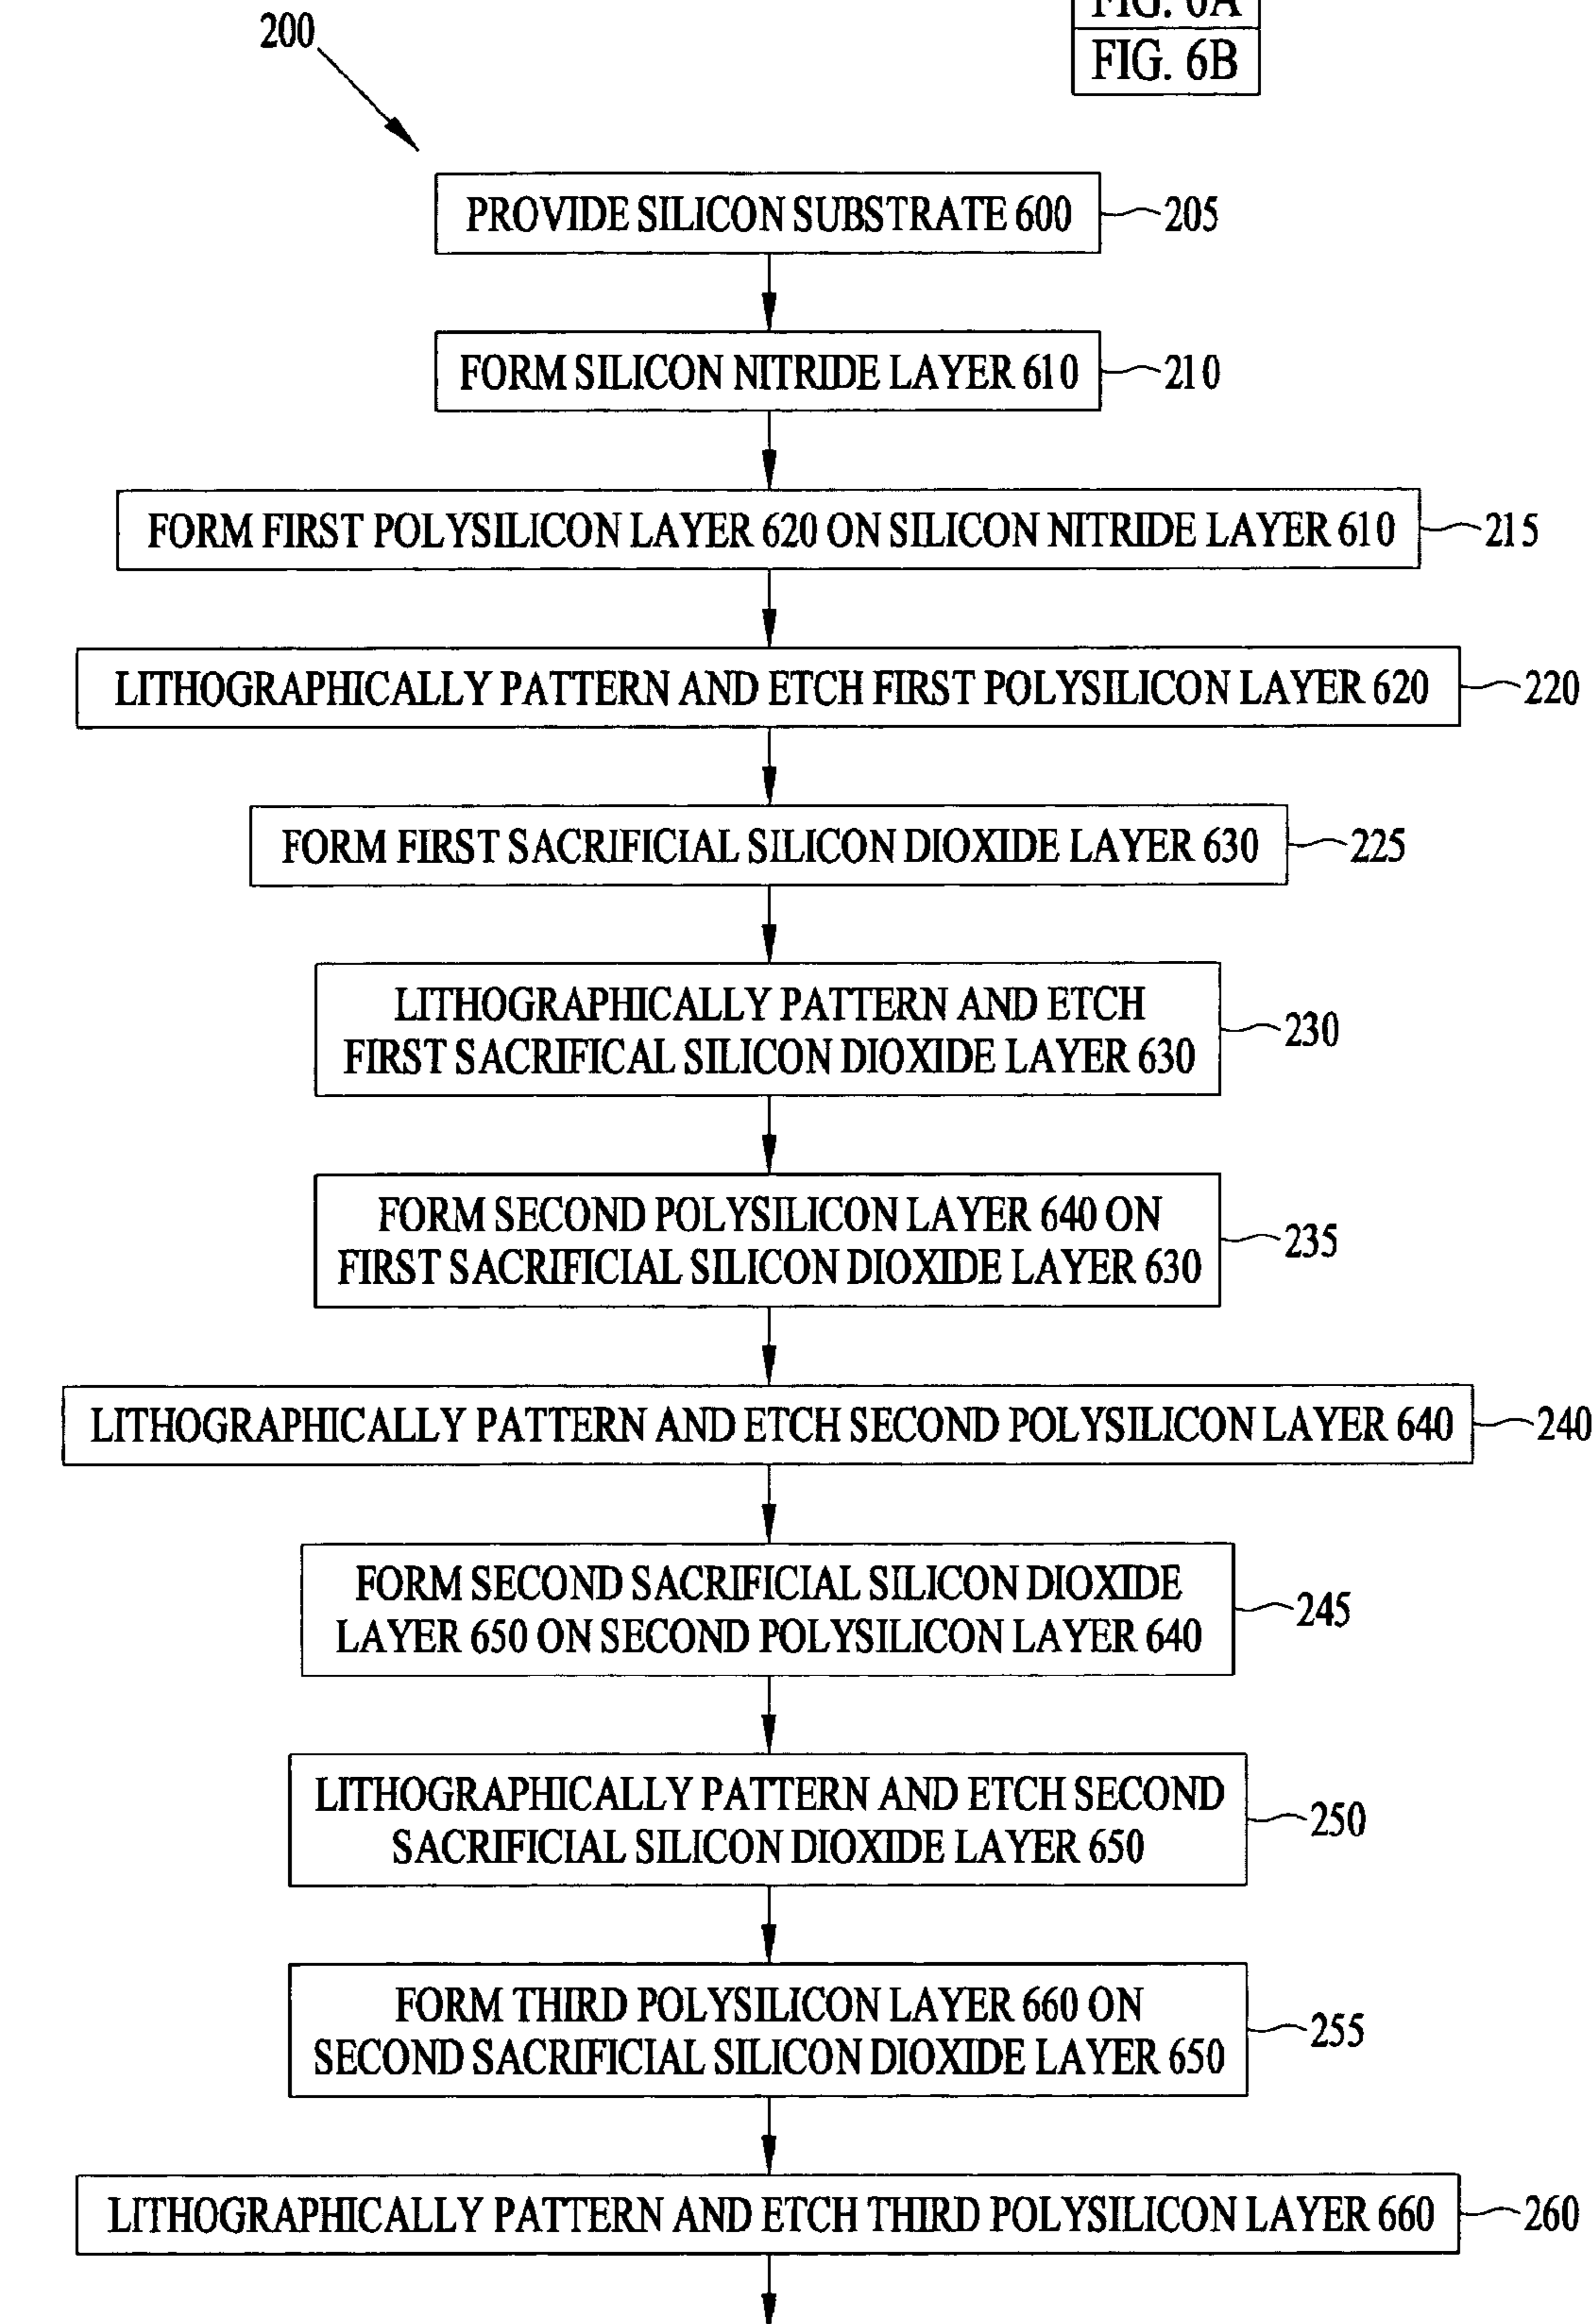 200
FIG. 6A
FIG. 6B
PROVIDE SILICON SUBSTRATE 600
205
FORM SILICON NITRIDE LAYER 610
210
FORM FIRST POLYSILICON LAYER 620 ON SILICON NITRIDE LAYER 610
215
LITHOGRAPHICALLY PATTERN AND ETCH FIRST POLYSILICON LAYER 620
220
FORM FIRST SACRIFICIAL SILICON DIOXIDE LAYER 630
225
LITHOGRAPHICALLY PATTERN AND ETCH
FIRST SACRIFICAL SILICON DIOXIDE LAYER 630
230
FORM SECOND POLYSILICON LAYER 640 ON
FIRST SACRIFICIAL SILICON DIOXIDE LAYER 630
235
LITHOGRAPHICALLY PATTERN AND ETCH SECOND POLYSILICON LAYER 640
240
FORM SECOND SACRIFICIAL SILICON DIOXIDE
LAYER 650 ON SECOND POLYSILICON LAYER 640
245
LITHOGRAPHICALLY PATTERN AND ETCH SECOND
SACRIFICIAL SILICON DIOXIDE LAYER 650
250
FORM THIRD POLYSILICON LAYER 660 ON
SECOND SACRIFICIAL SILICON DIOXIDE LAYER 650
255
LITHOGRAPHICALLY PATTERN AND ETCH THIRD POLYSILICON LAYER 660
260